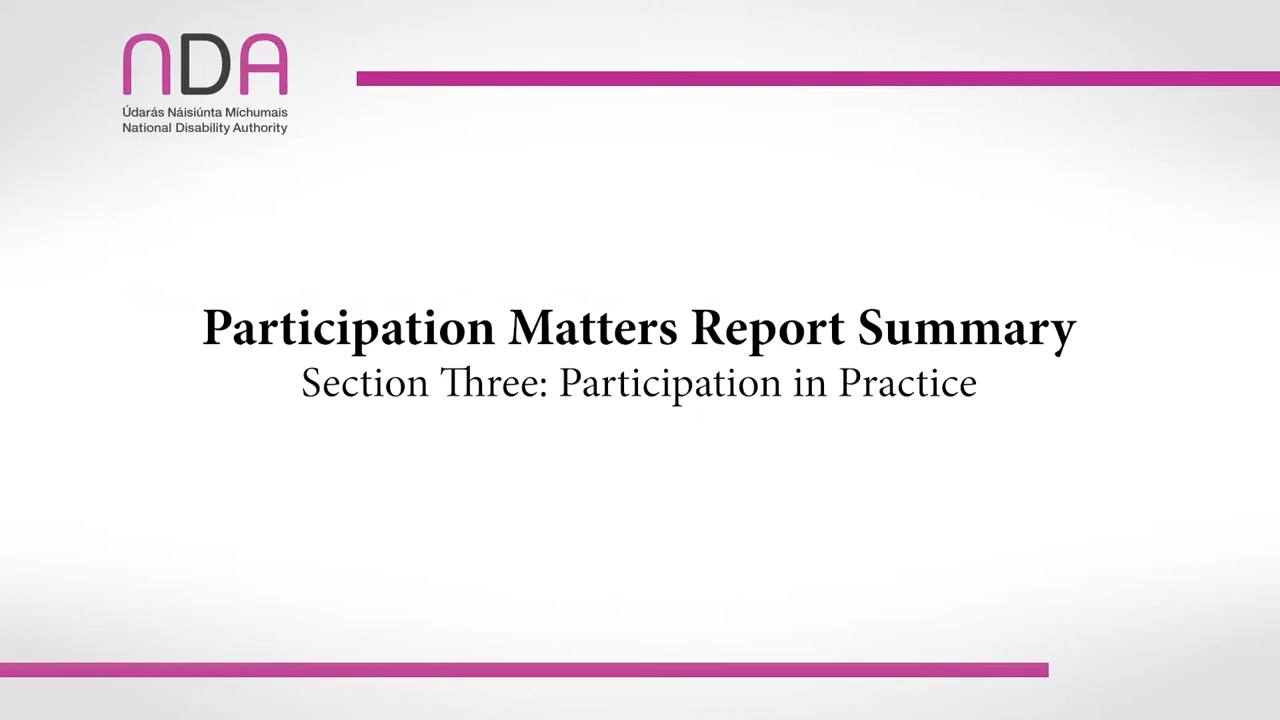 NDA
Údarás Náisiúnta Míchumais
National Disability Authority
Participation Matters Report Summary
Section Three: Participation in Practice